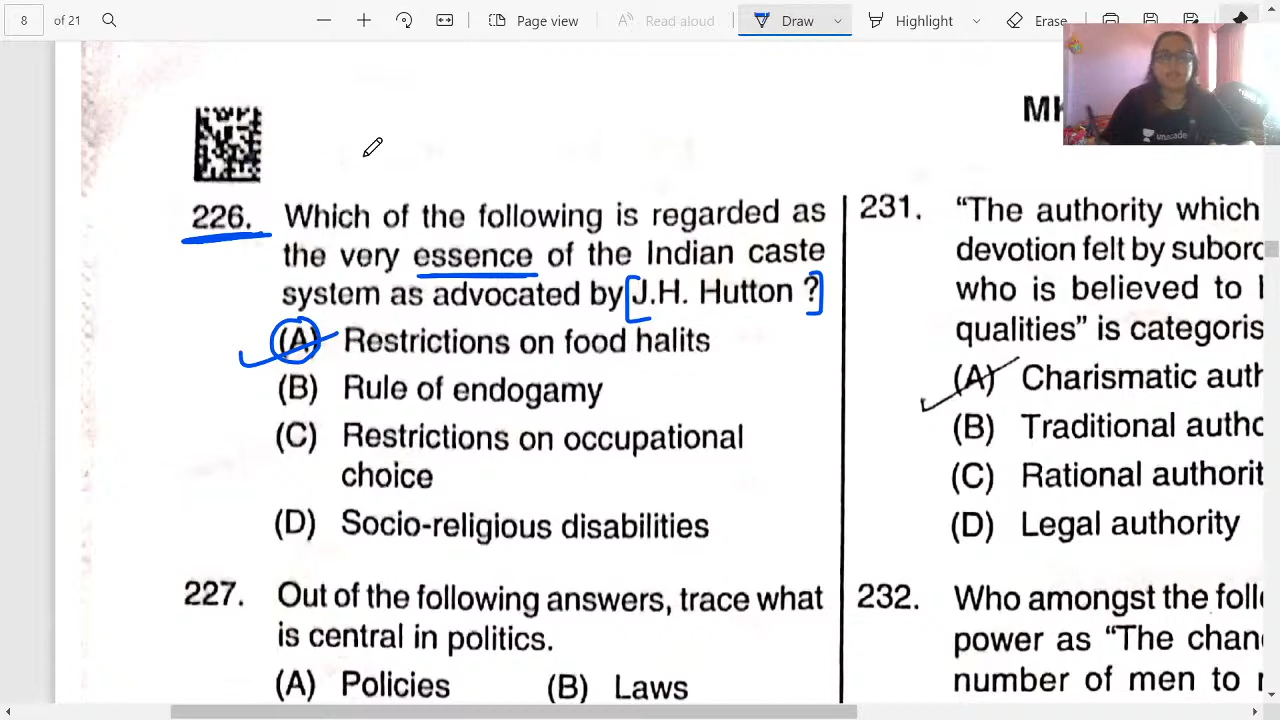 8 of 21 Page view Read aloud Draw Highlight Erase
226. Which of the following is regarded as
the very essence of the Indian caste
system as advocated by J.H. Hutton ?
(A) Restrictions on food halits
(B) Rule of endogamy
(C) Restrictions on occupational
choice
(D) Socio-religious disabilities
227. Out of the following answers, trace what
is central in politics.
(A) Policies (B) Laws
231. "The authority which
devotion felt by subord
who is believed to
qualities" is categoris
(A) Charismatic auth
(B) Traditional autho
(C) Rational authorit
(D) Legal authority
232. Who amongst the foll
power as "The chan
number of men to
unacademy